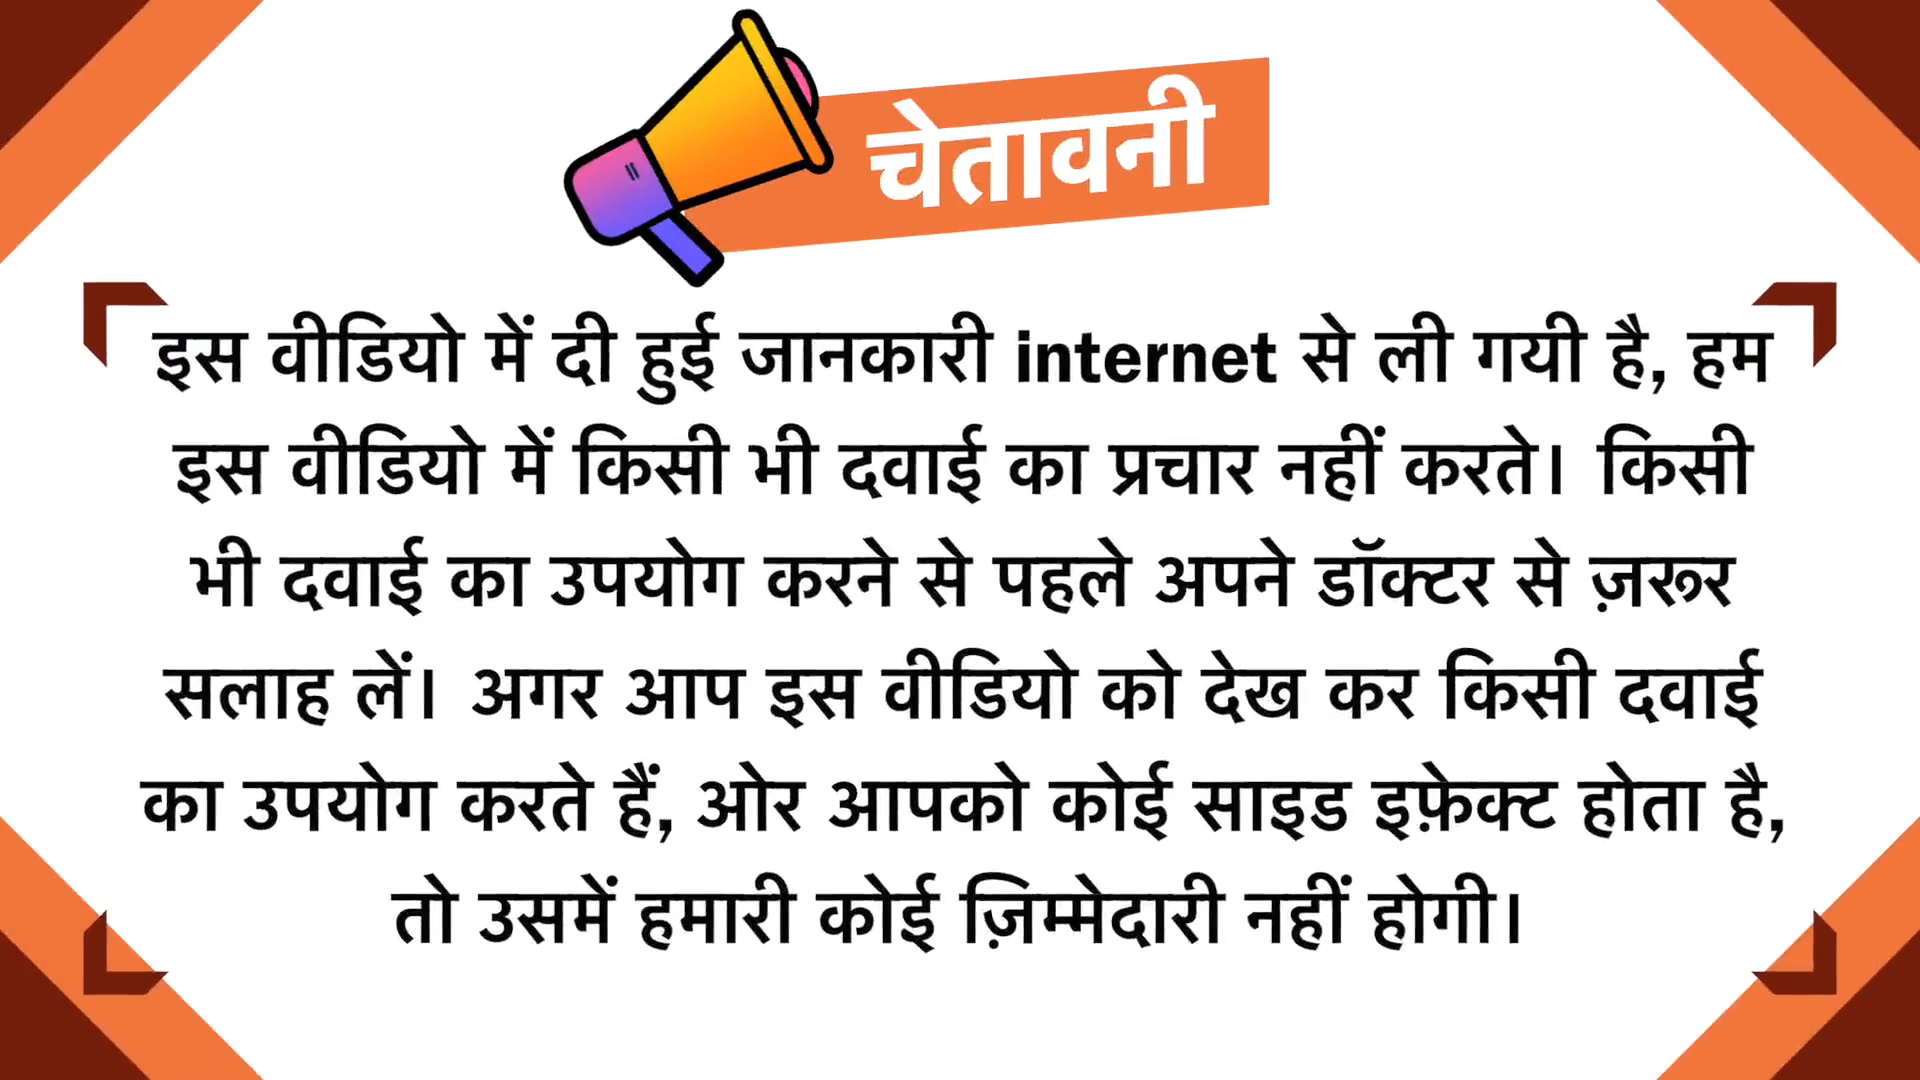 चेतावनी
इस वीडियो में दी हुई जानकारी internet से ली गयी है, हम
इस वीडियो में किसी भी दवाई का प्रचार नहीं करते। किसी
भी दवाई का उपयोग करने से पहले अपने डॉक्टर से ज़रूर
सलाह लें। अगर आप इस वीडियो को देख कर किसी दवाई
का उपयोग करते हैं, ओर आपको कोई साइड इफ़ेक्ट होता है,
तो उसमें हमारी कोई ज़िम्मेदारी नहीं होगी।